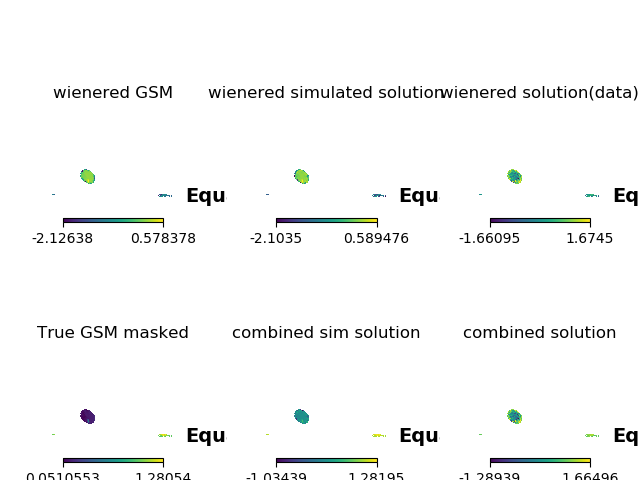 wienered GSM
wienered simulated solution
wienered solution(data)
Equ
Equ
Eq
-2.12638 0.578378
-2.1035 0.589476
-1.66095 1.6745
True GSM masked
combined sim solution
combined solution
Equ
Equ
Eq
0.0510553 1.28054
-1.03439 1.28195
-1.28939 1.66496